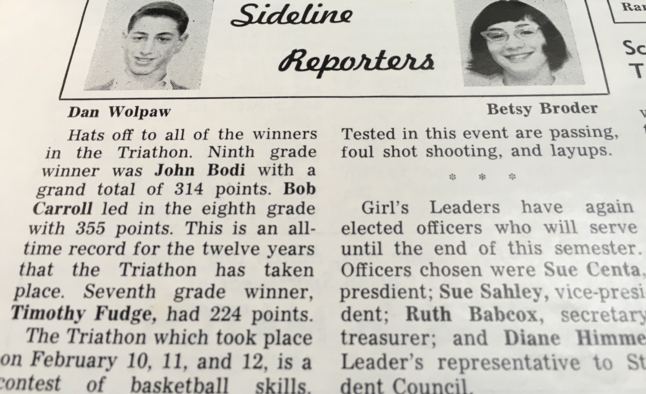 Sideline
Reporters
Dan Wolpaw
Betsy Broder
Hats off to all of the winners
in the Triathon. Ninth grade
winner was John Bodi with a
grand total of 314 points. Bob
Carroll led in the eighth grade
with 355 points. This is an all-
time record for the twelve years
that the Triathon has taken
place. Seventh grade winner,
Timothy Fudge, had 224 points.
The Triathon which took place
on February 10, 11, and 12, is a
contest of basketball skills.
Tested in this event are passing,
foul shot shooting, and layups.
* * *
Girl's Leaders have again
elected officers who will serve
until the end of this semester.
Officers chosen were Sue Centa,
presdient; Sue Sahley, vice-presi
dent; Ruth Babcox, secretary
treasurer; and Diane Himme
Leader's representative to St
dent Council.
Ra
Sc
T